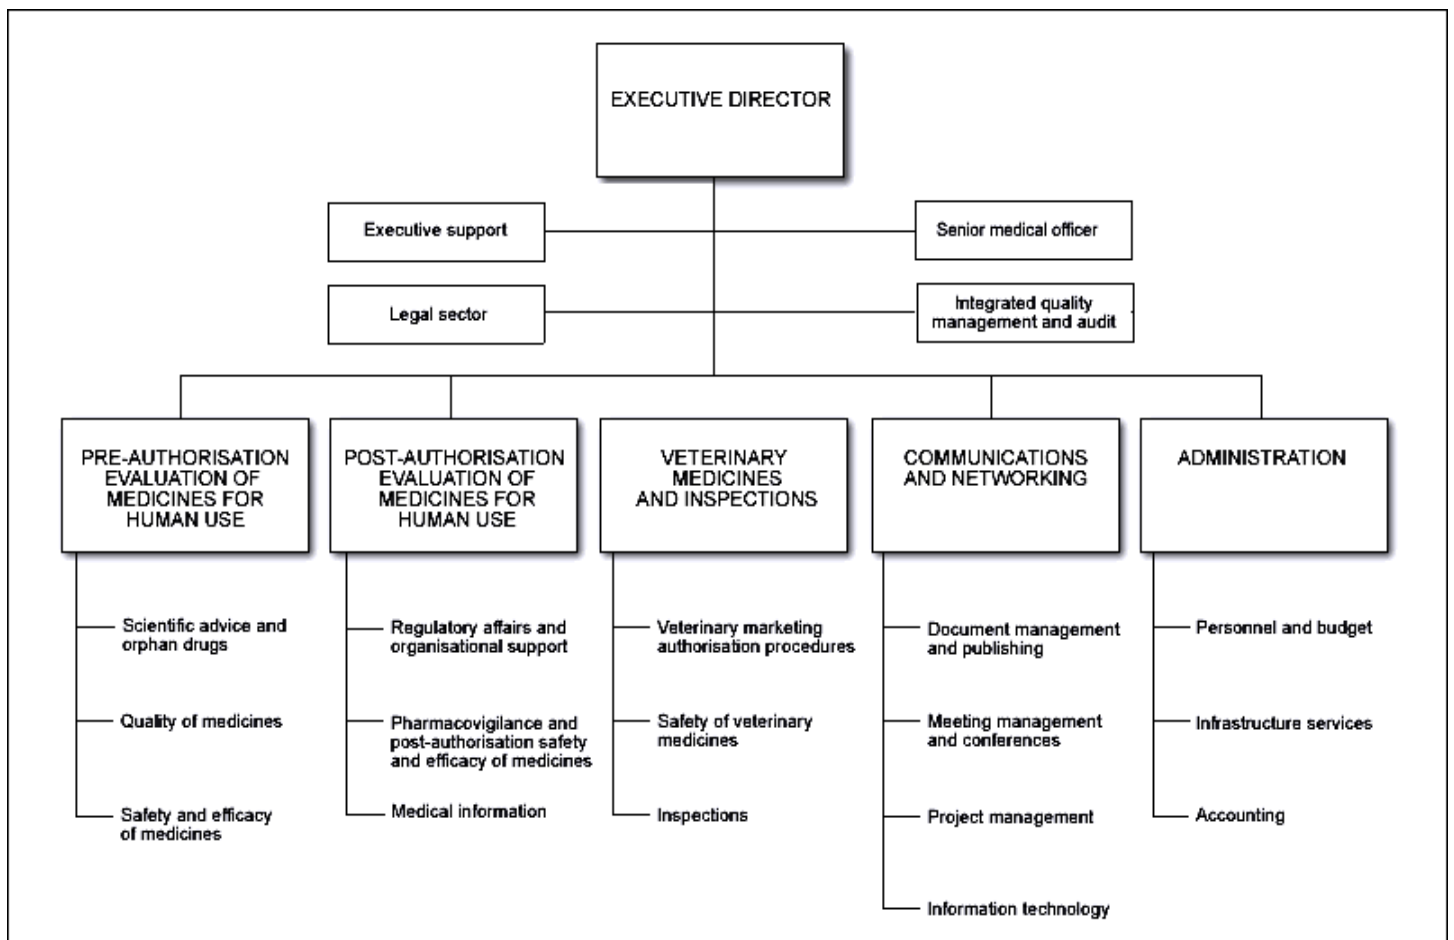 EXECUTIVE DIRECTOR
Executive support
Senior medical officer
Legal sector
Integrated quality
management and audit
PRE-AUTHORISATION
EVALUATION OF
MEDICINES FOR
HUMAN USE
POST-AUTHORISATION
EVALUATION OF
MEDICINES FOR
HUMAN USE
VETERINARY
MEDICINES
AND INSPECTIONS
COMMUNICATIONS
AND NETWORKING
ADMINISTRATION
Scientific advice and
orphan drugs
Quality of medicines
Safety and efficacy
of medicines
Regulatory affairs and
organisational support
Pharmacovigilance and
post-authorisation safety
and efficacy of medicines
Medical information
Veterinary marketing
authorisation procedures
Safety of veterinary
medicines
Inspections
Document management
and publishing
Meeting management
and conferences
Project management
Information technology
Personnel and budget
Infrastructure services
Accounting